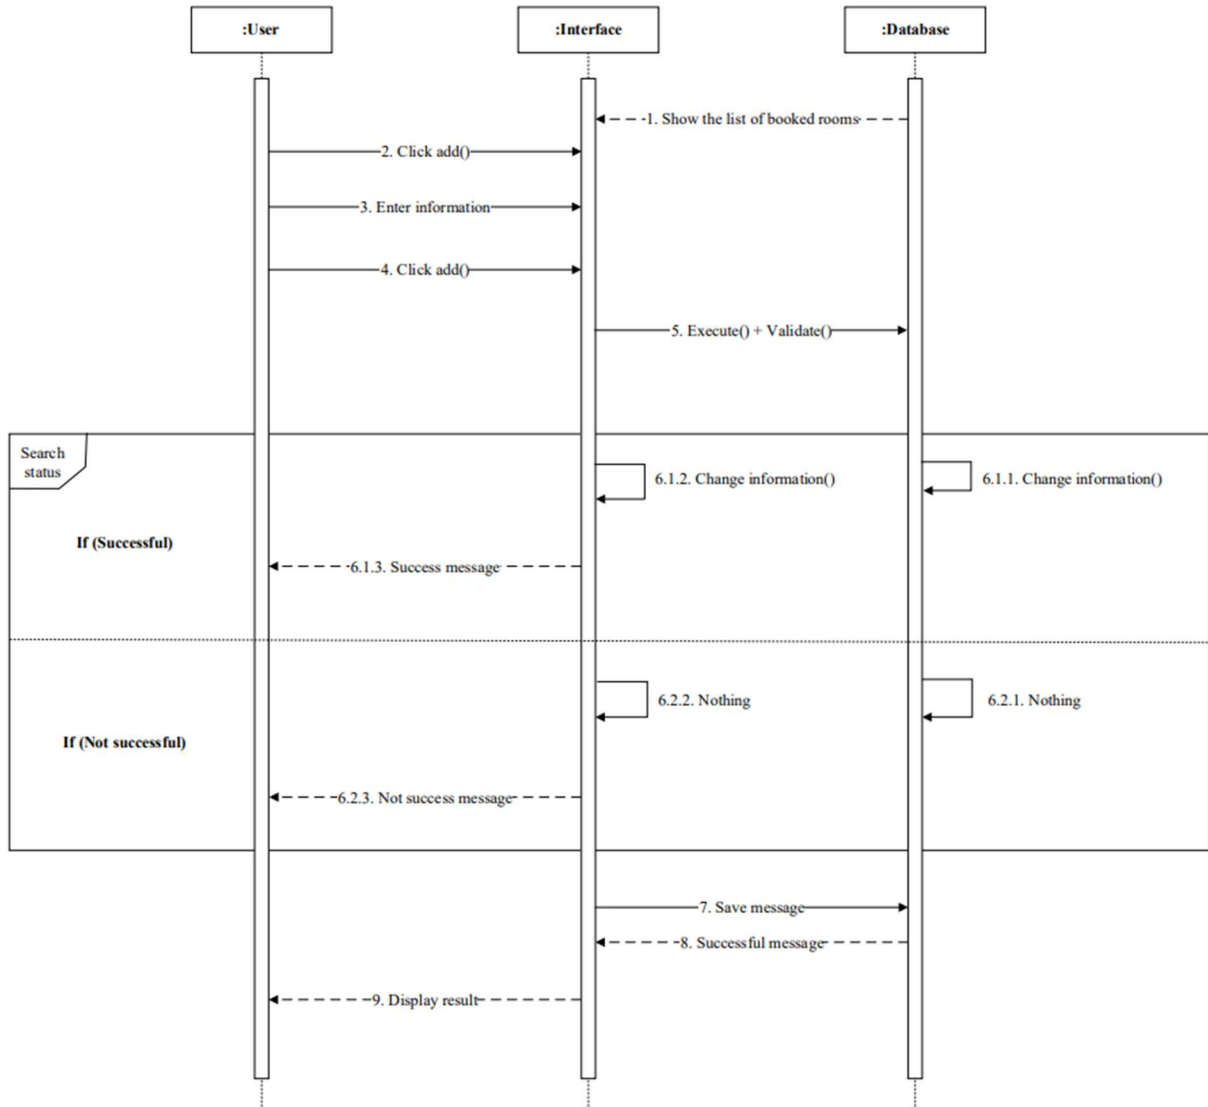 :User
:Interface
:Database
1. Show the list of booked rooms
2. Click add()
3. Enter information
4. Click add()
5. Execute() + Validate()
Search
status
6.1.2. Change information()
6.1.1. Change information()
If (Successful)
6.1.3. Success message
6.2.2. Nothing
6.2.1. Nothing
If (Not successful)
6.2.3. Not success message
7. Save message
8. Successful message
9. Display result